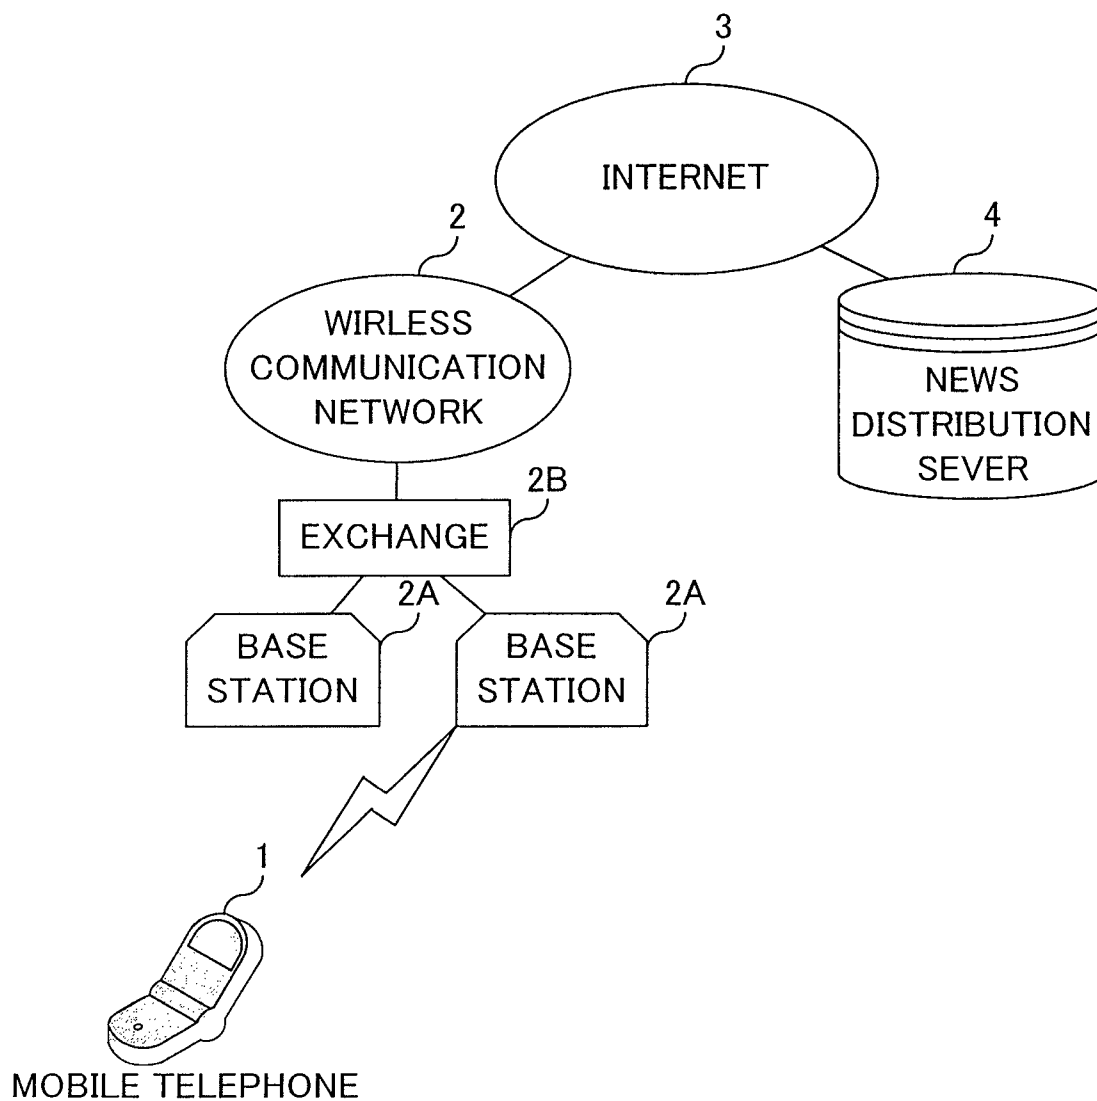 3
INTERNET
2
4
WIRLESS
COMMUNICATION
NETWORK
NEWS
DISTRIBUTION
SEVER
2B
EXCHANGE
2A
2A
BASE
STATION
BASE
STATION
1
MOBILE TELEPHONE